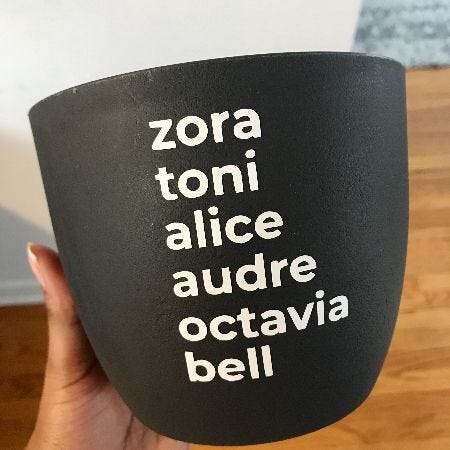 zora
toni
alice
audre
octavia
bell